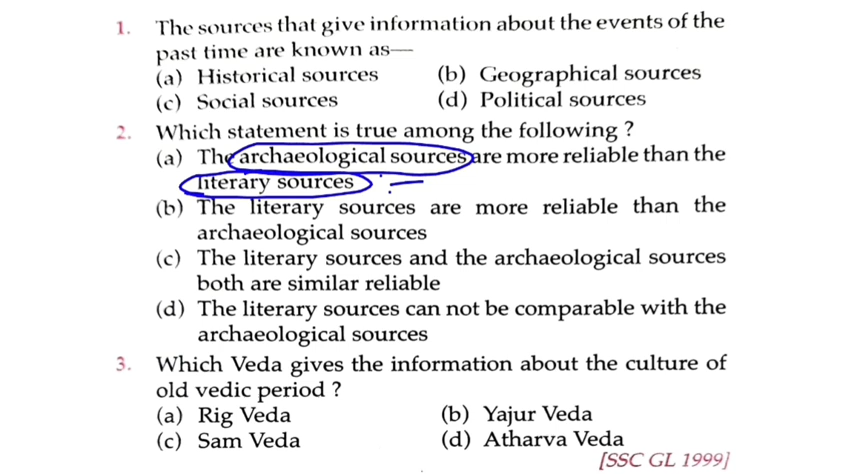 1. The sources that give information about the events of the
past time are known as—
(a) Historical sources (b) Geographical sources
(c) Social sources (d) Political sources
2. Which statement is true among the following ?
(a) The archaeological sources are more reliable than the
literary sources
(b) The literary sources are more reliable than the
archaeological sources
(c) The literary sources and the archaeological sources
both are similar reliable
(d) The literary sources can not be comparable with the
archaeological sources
3. Which Veda gives the information about the culture of
old vedic period ?
(a) Rig Veda (b) Yajur Veda
(c) Sam Veda (d) Atharva Veda
[SSC GL 1999]